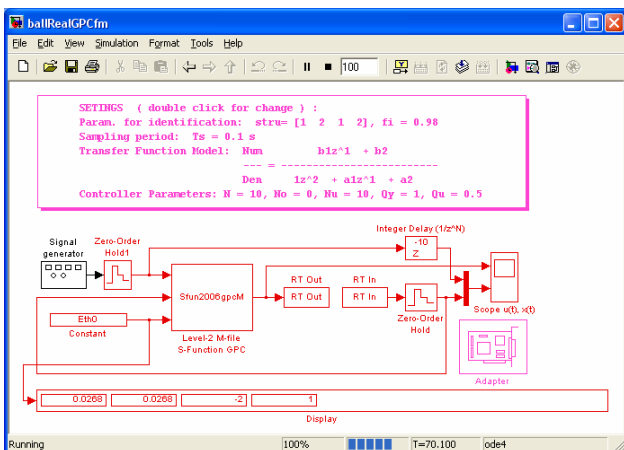 ballRealGPCfm
File Edit View Simulation Format Tools Help
100
SETINGS ( double click for change ) :
Param. for identification: stru= [1 2 1 2], fi = 0.98
Sampling period: Ts = 0.1 s
Transfer Function Model: Num b1z^1 + b2
--- = -------------------------
Den 1z^2 + a1z^1 + a2
Controller Parameters: N = 10, No = 0, Nu = 10, Qy = 1, Qu = 0.5
Integer Delay (1/z^N)
-10
Z
Signal generator
Zero-Order Hold1
Sfun2006gpcM
Level-2 M-file S-Function GPC
RT Out
RT Out
RT In
RT In
Zero-Order Hold
Scope u(t), x(t)
Eth0
Constant
Adapter
0.0268 0.0268 -2 1
Display
Running 100% T=70.100 ode4